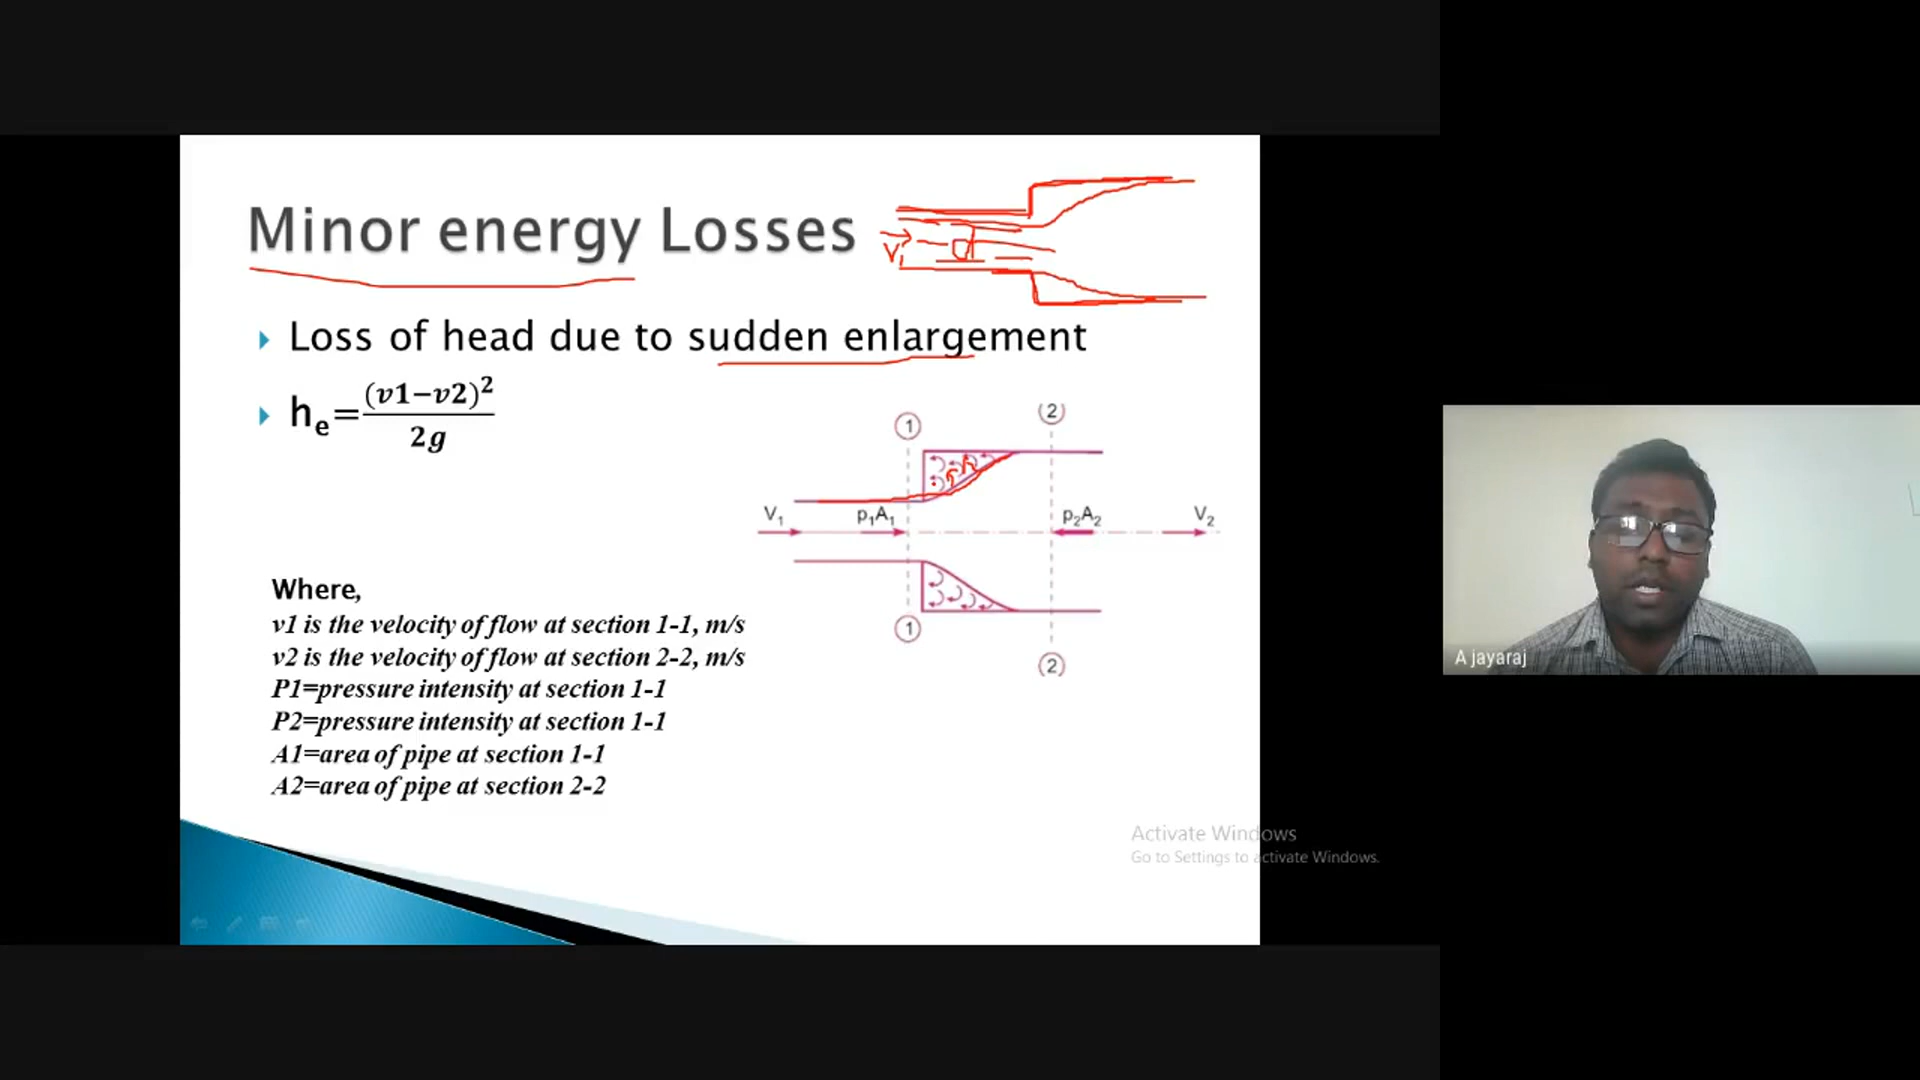 Minor energy Losses
V1
d
Loss of head due to sudden enlargement
he=(v1−v2)²/2g
1
(2)
V1
p1A1
p2A2
V2
1
(2)
Where,
v1 is the velocity of flow at section 1-1, m/s
v2 is the velocity of flow at section 2-2, m/s
P1=pressure intensity at section 1-1
P2=pressure intensity at section 1-1
A1=area of pipe at section 1-1
A2=area of pipe at section 2-2
A jayaraj
Activate Windows
Go to Settings to activate Windows.